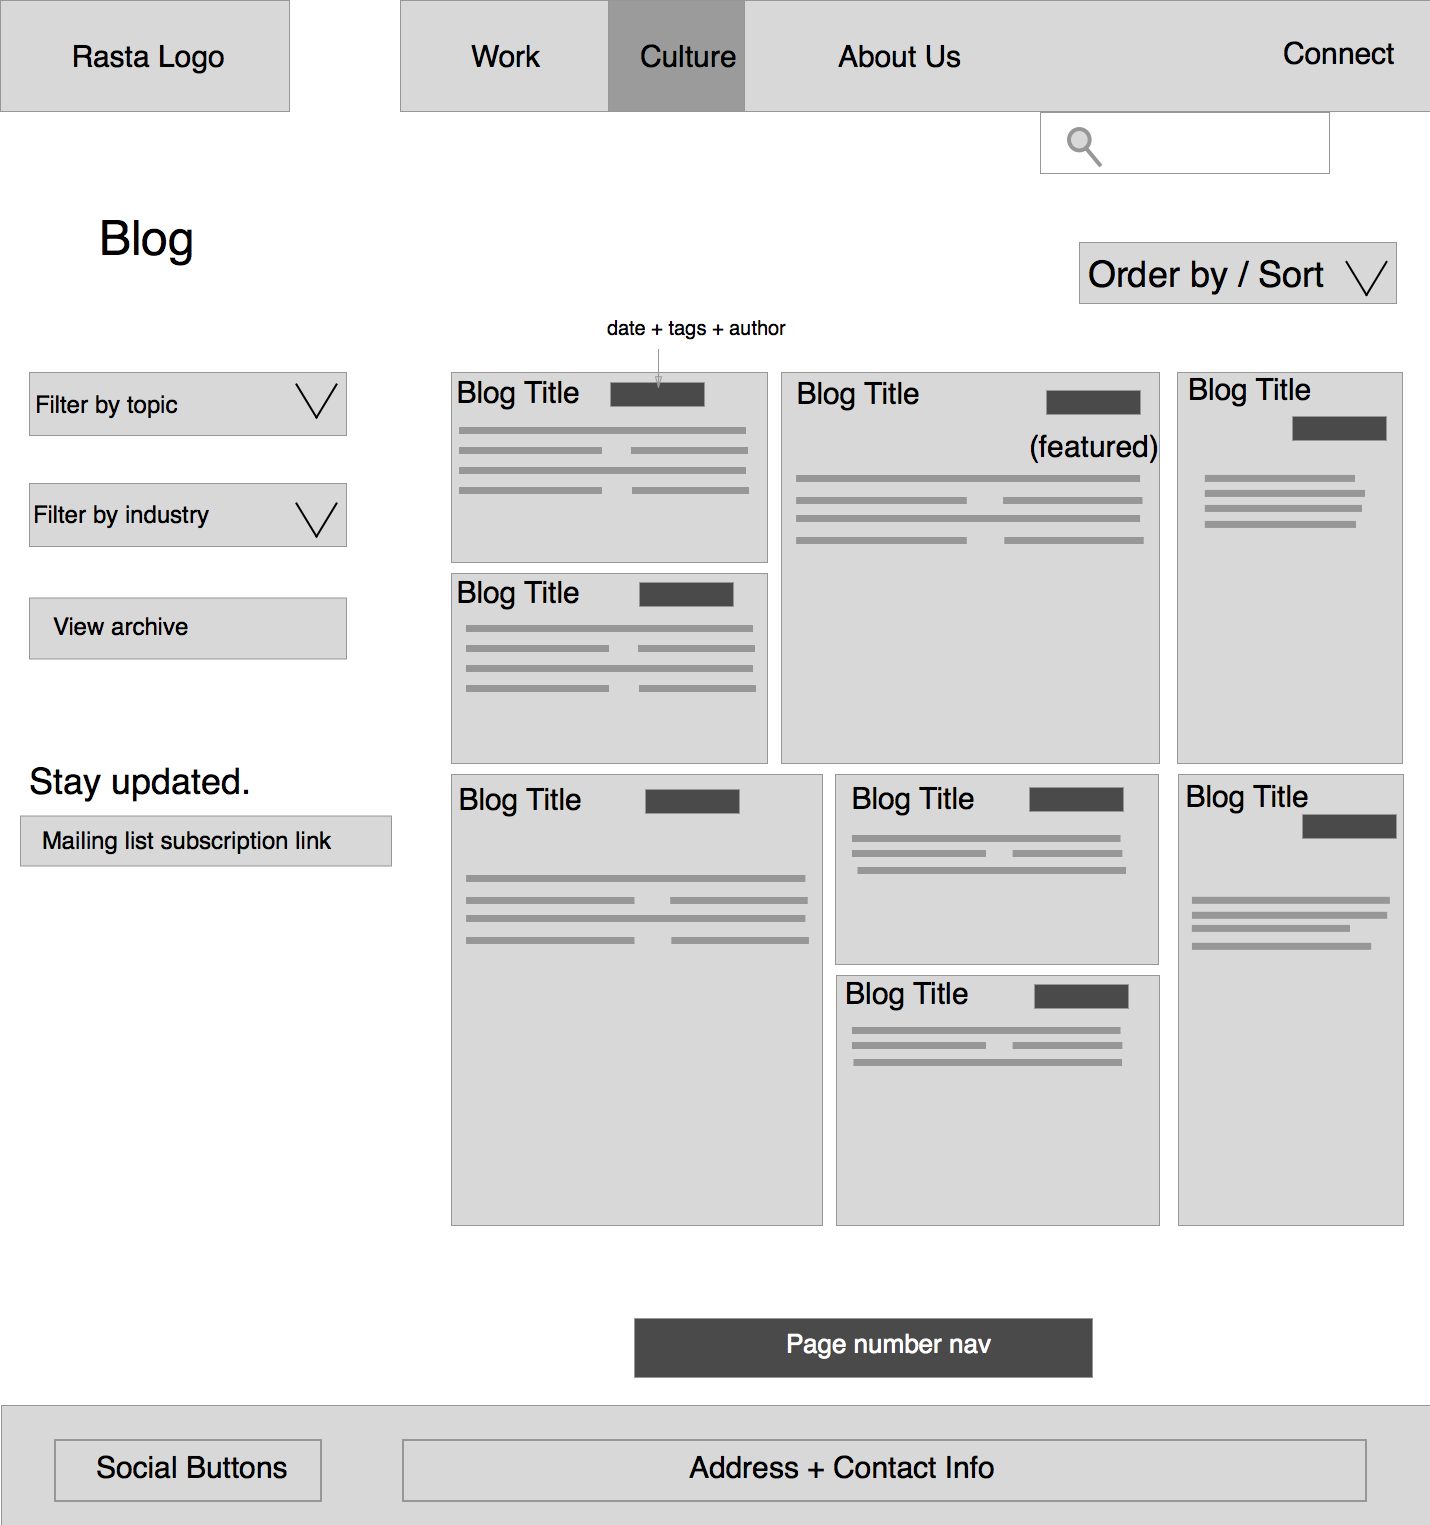 Rasta Logo
Work
Culture
About Us
Connect
Blog
Order by / Sort
date + tags + author
Filter by topic
Filter by industry
View archive
Stay updated.
Mailing list subscription link
Blog Title
Blog Title
(featured)
Blog Title
Blog Title
Blog Title
Blog Title
Blog Title
Blog Title
Page number nav
Social Buttons
Address + Contact Info